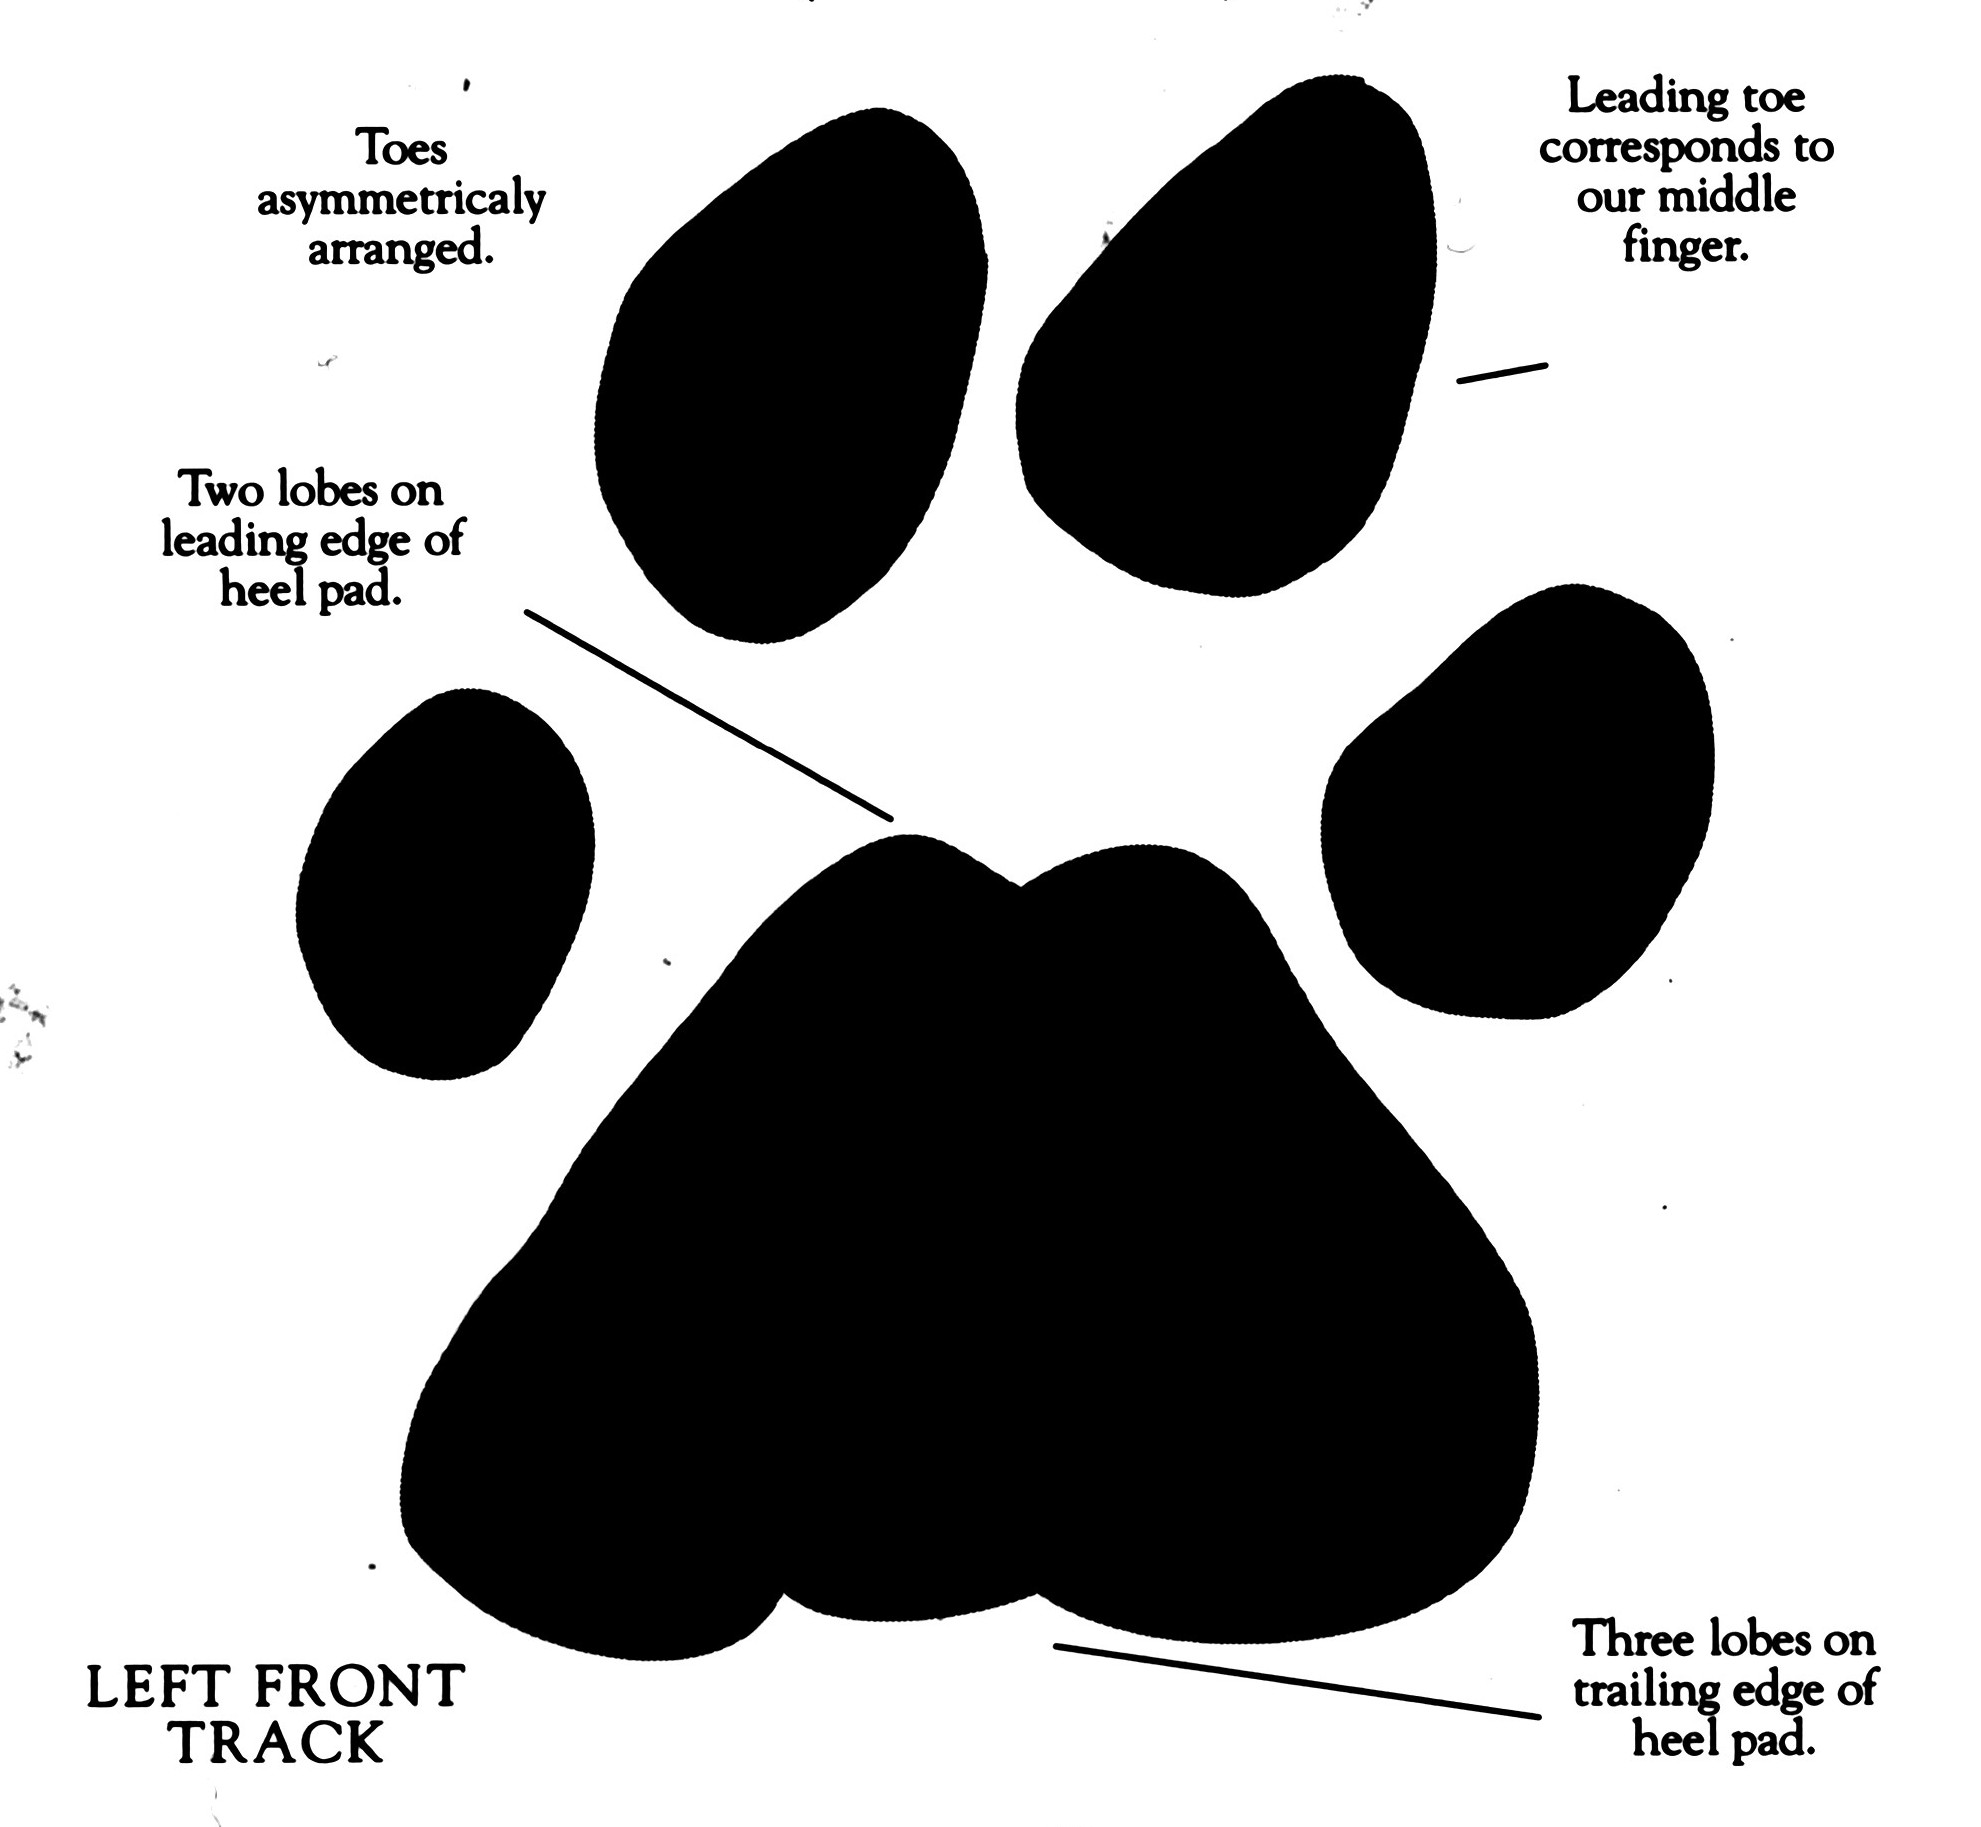 Toes
asymmetricaly
arranged.
Leading toe
corresponds to
our middle
finger.
Two lobes on
leading edge of
heel pad.
LEFT FRONT
TRACK
Three lobes on
trailing edge of
heel pad.